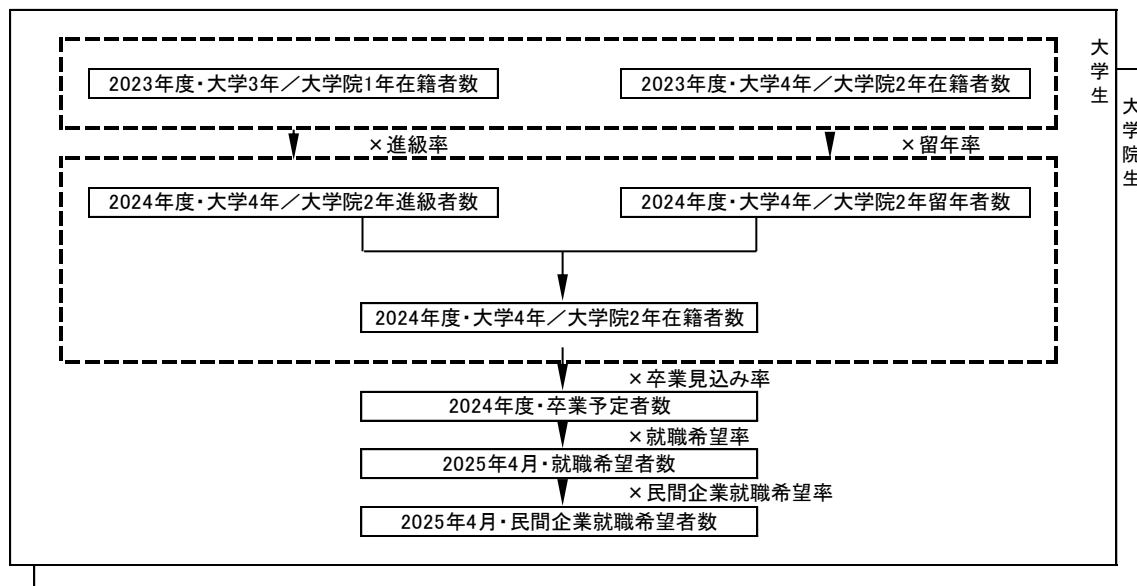 2023年度・大学3年／大学院1年在籍者数
2023年度・大学4年／大学院2年在籍者数
大学生
大学院生
×進級率
×留年率
2024年度・大学4年／大学院2年進級者数
2024年度・大学4年／大学院2年留年者数
2024年度・大学4年／大学院2年在籍者数
×卒業見込み率
2024年度・卒業予定者数
×就職希望率
2025年4月・就職希望者数
×民間企業就職希望率
2025年4月・民間企業就職希望者数